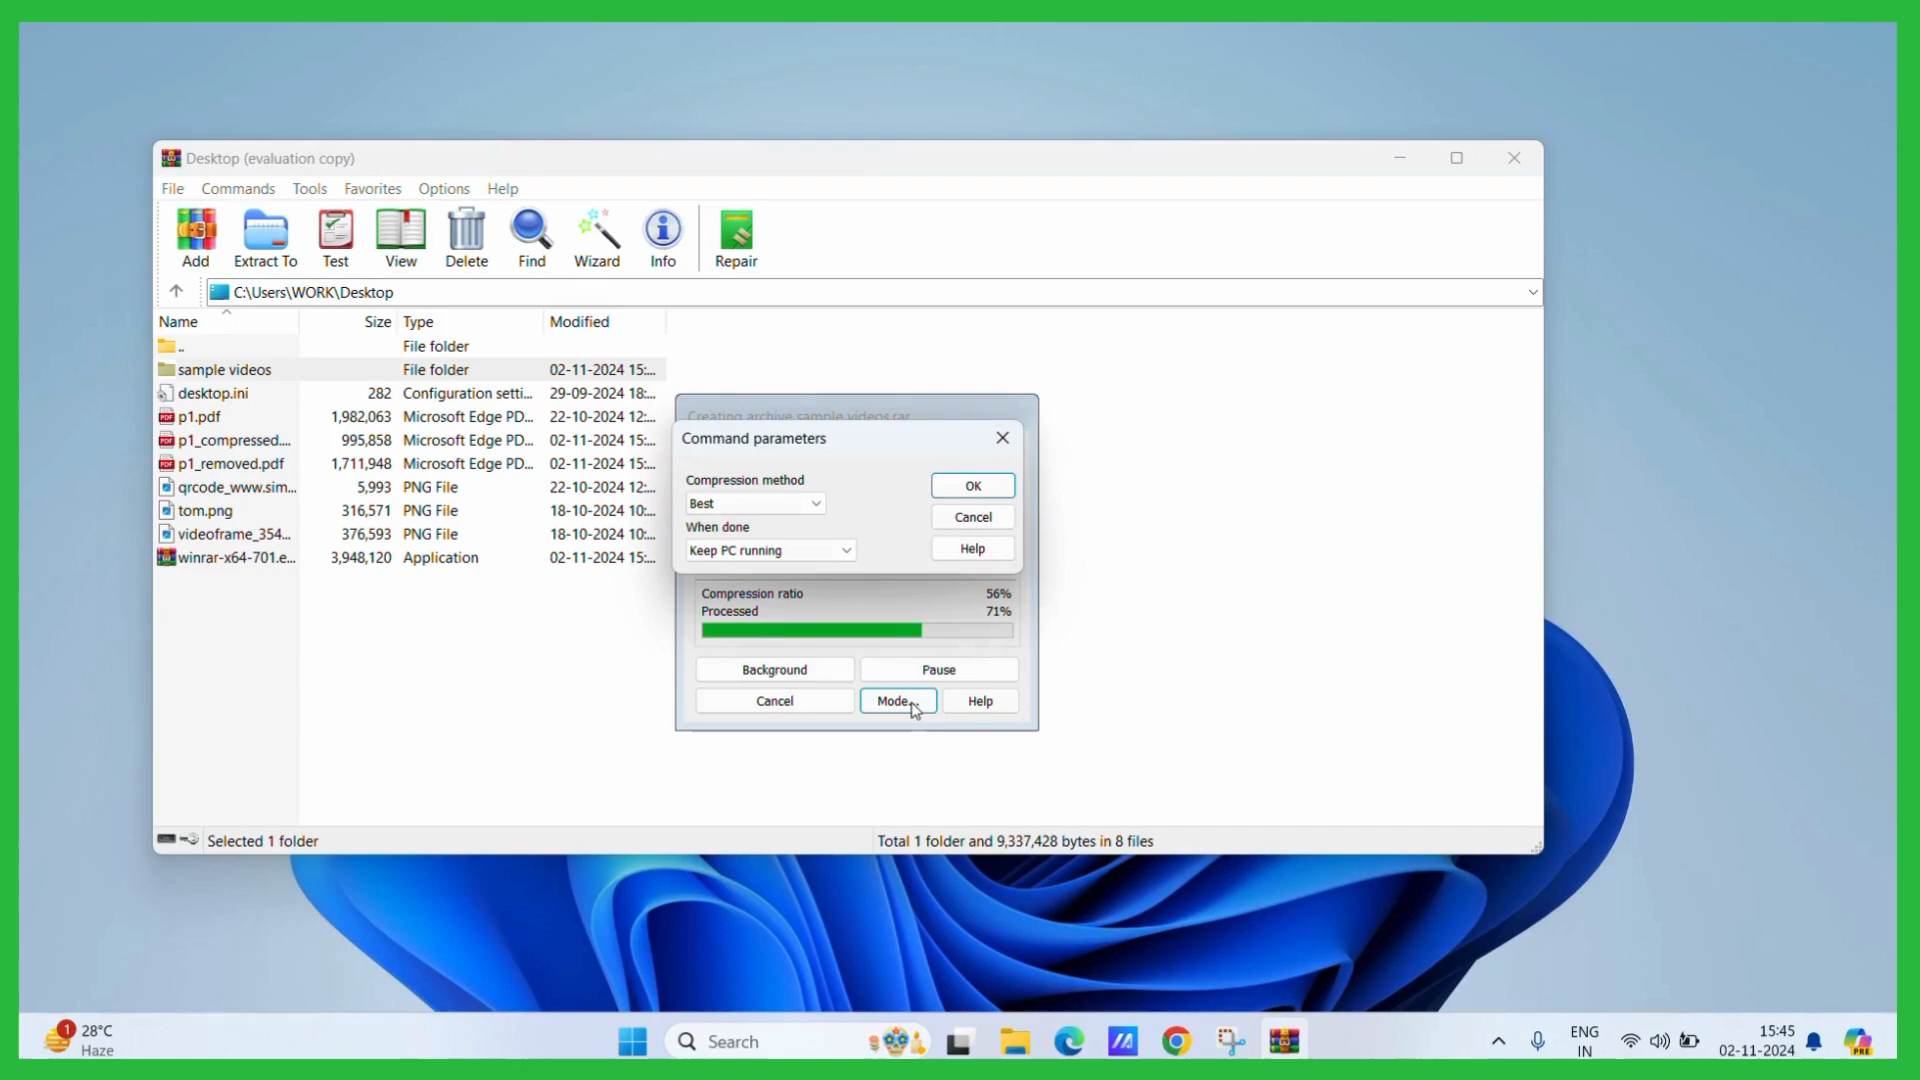 Desktop (evaluation copy)
File Commands Tools Favorites Options Help
Add Extract To Test View Delete Find Wizard Info Repair
C:\Users\WORK\Desktop
Name Size Type Modified
.. File folder
sample videos File folder 02-11-2024 15:...
desktop.ini 282 Configuration setti... 29-09-2024 18:...
p1.pdf 1,982,063 Microsoft Edge PD... 22-10-2024 12:...
p1_compressed.... 995,858 Microsoft Edge PD... 02-11-2024 15:...
p1_removed.pdf 1,711,948 Microsoft Edge PD... 02-11-2024 15:...
qrcode_www.sim... 5,993 PNG File 22-10-2024 12:...
tom.png 316,571 PNG File 18-10-2024 10:...
videoframe_354... 376,593 PNG File 18-10-2024 10:...
winrar-x64-701.e... 3,948,120 Application 02-11-2024 15:...
Creating archive sample videos.rar
Command parameters
Compression method
Best
When done
Keep PC running
OK
Cancel
Help
Compression ratio 56%
Processed 71%
Background Pause
Cancel Mode... Help
Selected 1 folder Total 1 folder and 9,337,428 bytes in 8 files
1
28°C
Haze
Search
ENG
IN
15:45
02-11-2024
PRE